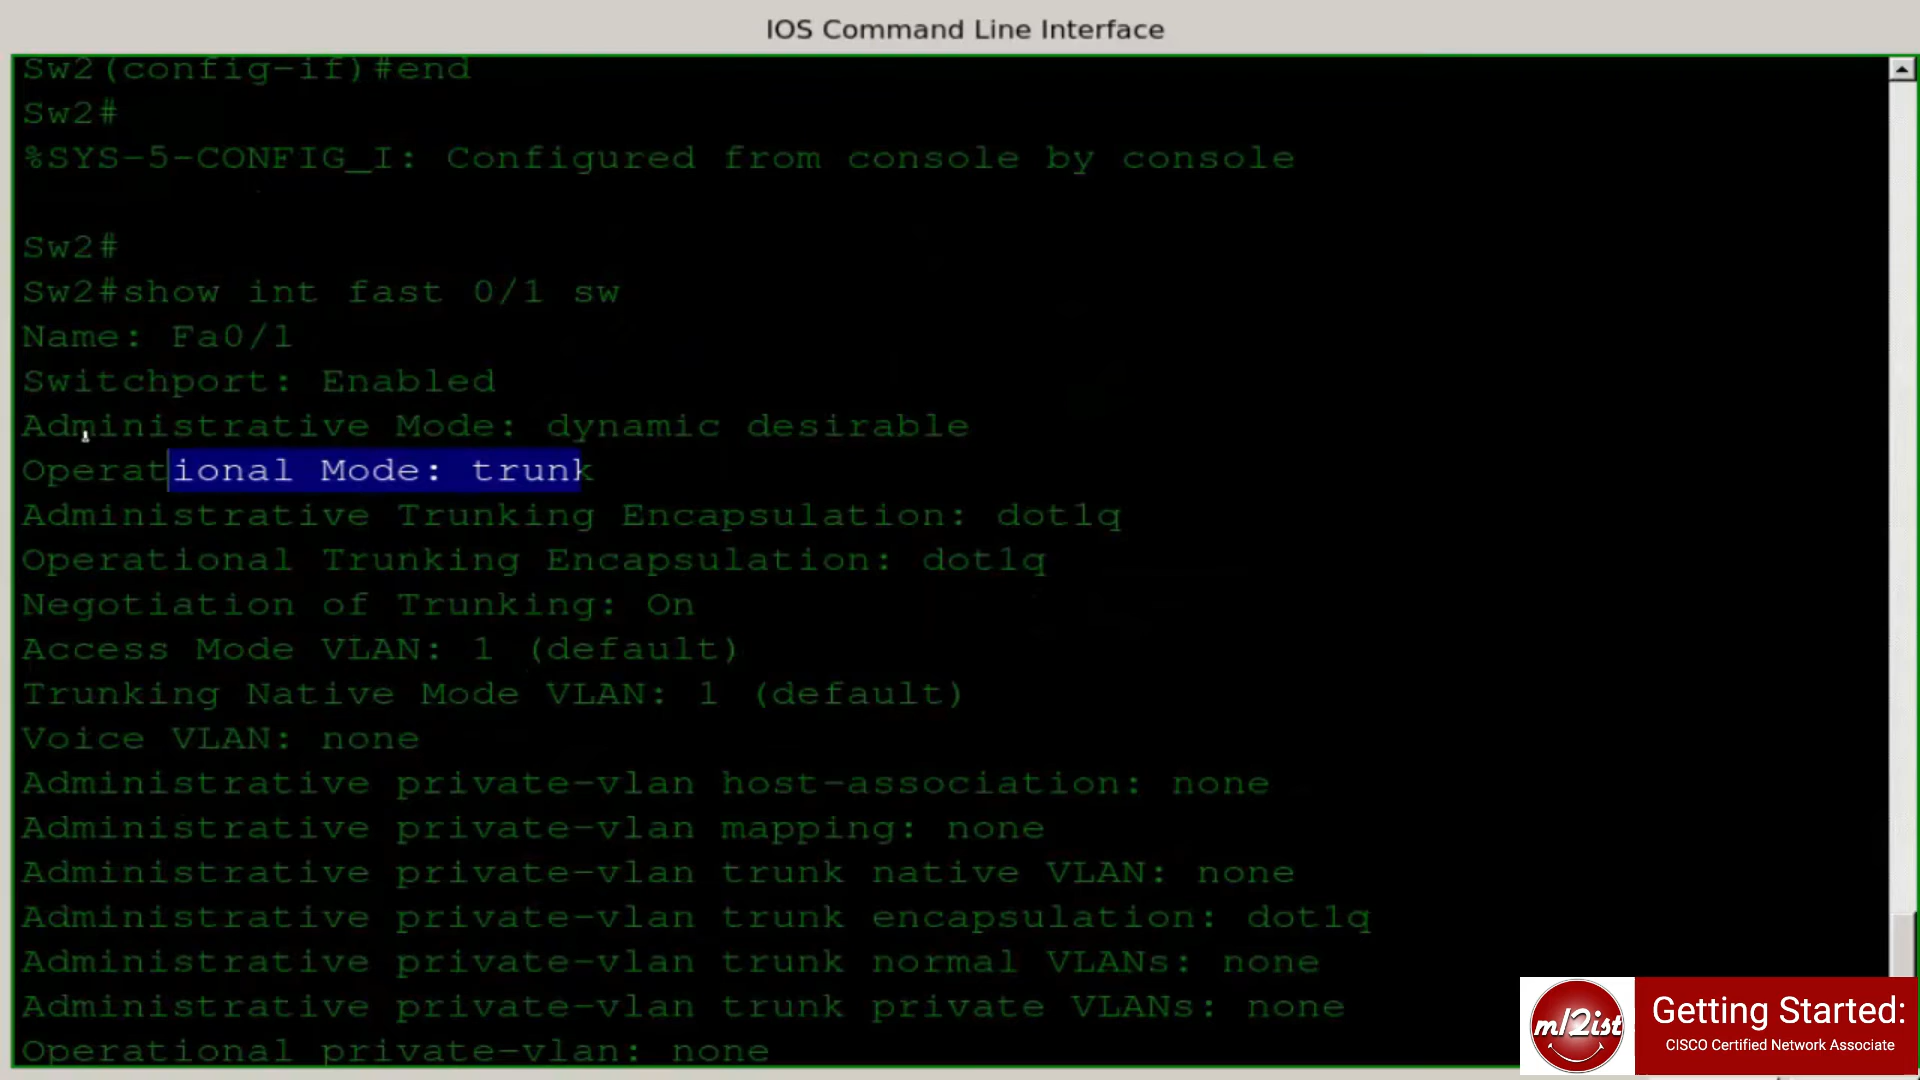 IOS Command Line Interface
Sw2(config-if)#end
Sw2#
%SYS-5-CONFIG_I: Configured from console by console
Sw2#
Sw2#show int fast 0/1 sw
Name: Fa0/1
Switchport: Enabled
Administrative Mode: dynamic desirable
Operational Mode: trunk
Administrative Trunking Encapsulation: dot1q
Operational Trunking Encapsulation: dot1q
Negotiation of Trunking: On
Access Mode VLAN: 1 (default)
Trunking Native Mode VLAN: 1 (default)
Voice VLAN: none
Administrative private-vlan host-association: none
Administrative private-vlan mapping: none
Administrative private-vlan trunk native VLAN: none
Administrative private-vlan trunk encapsulation: dot1q
Administrative private-vlan trunk normal VLANs: none
Administrative private-vlan trunk private VLANs: none
Operational private-vlan: none
ml2ist
Getting Started:
CISCO Certified Network Associate